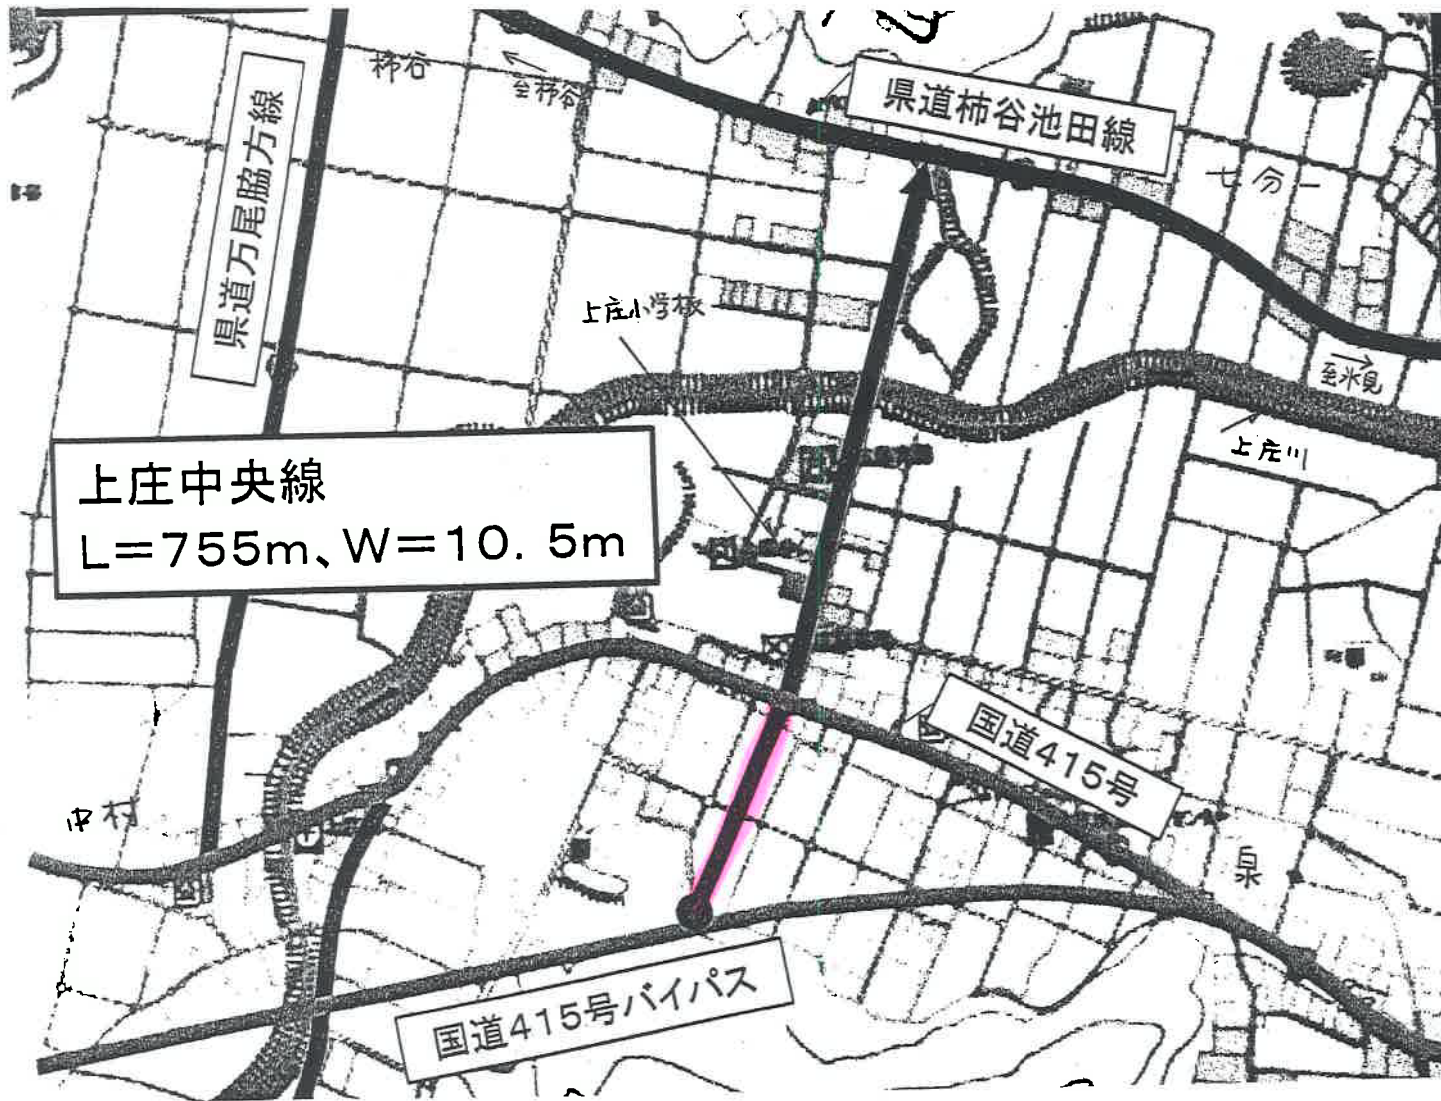 柿谷
至柿谷
県道柿谷池田線
県道万尾脇方線
七分一
上庄小学校
至氷見
上庄川
上庄中央線
L=755m、W=10. 5m
国道415号
中村
泉
国道415号バイパス